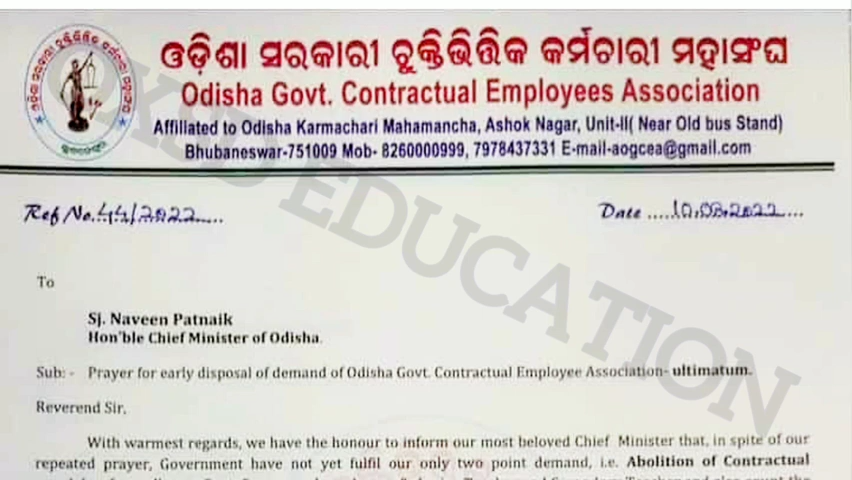 ଓଡ଼ିଶା ସରକାରୀ ଚୁକ୍ତିଭିତ୍ତିକ କର୍ମଚାରୀ ମହାସଂଘ
Odisha Govt. Contractual Employees Association
Affiliated to Odisha Karmachari Mahamancha, Ashok Nagar, Unit-II( Near Old bus Stand)
Bhubaneswar-751009 Mob- 8260000999, 7978437331 E-mail-aogcea@gmail.com
Ref No.44/2022......
Date .....10.08.2022....
To
Sj. Naveen Patnaik
Hon'ble Chief Minister of Odisha.
Sub: - Prayer for early disposal of demand of Odisha Govt. Contractual Employee Association- ultimatum.
Reverend Sir,
With warmest regards, we have the honour to inform our most beloved Chief Minister that, in spite of our
repeated prayer, Government have not yet fulfil our only two point demand, i.e. Abolition of Contractual
EDUCATION